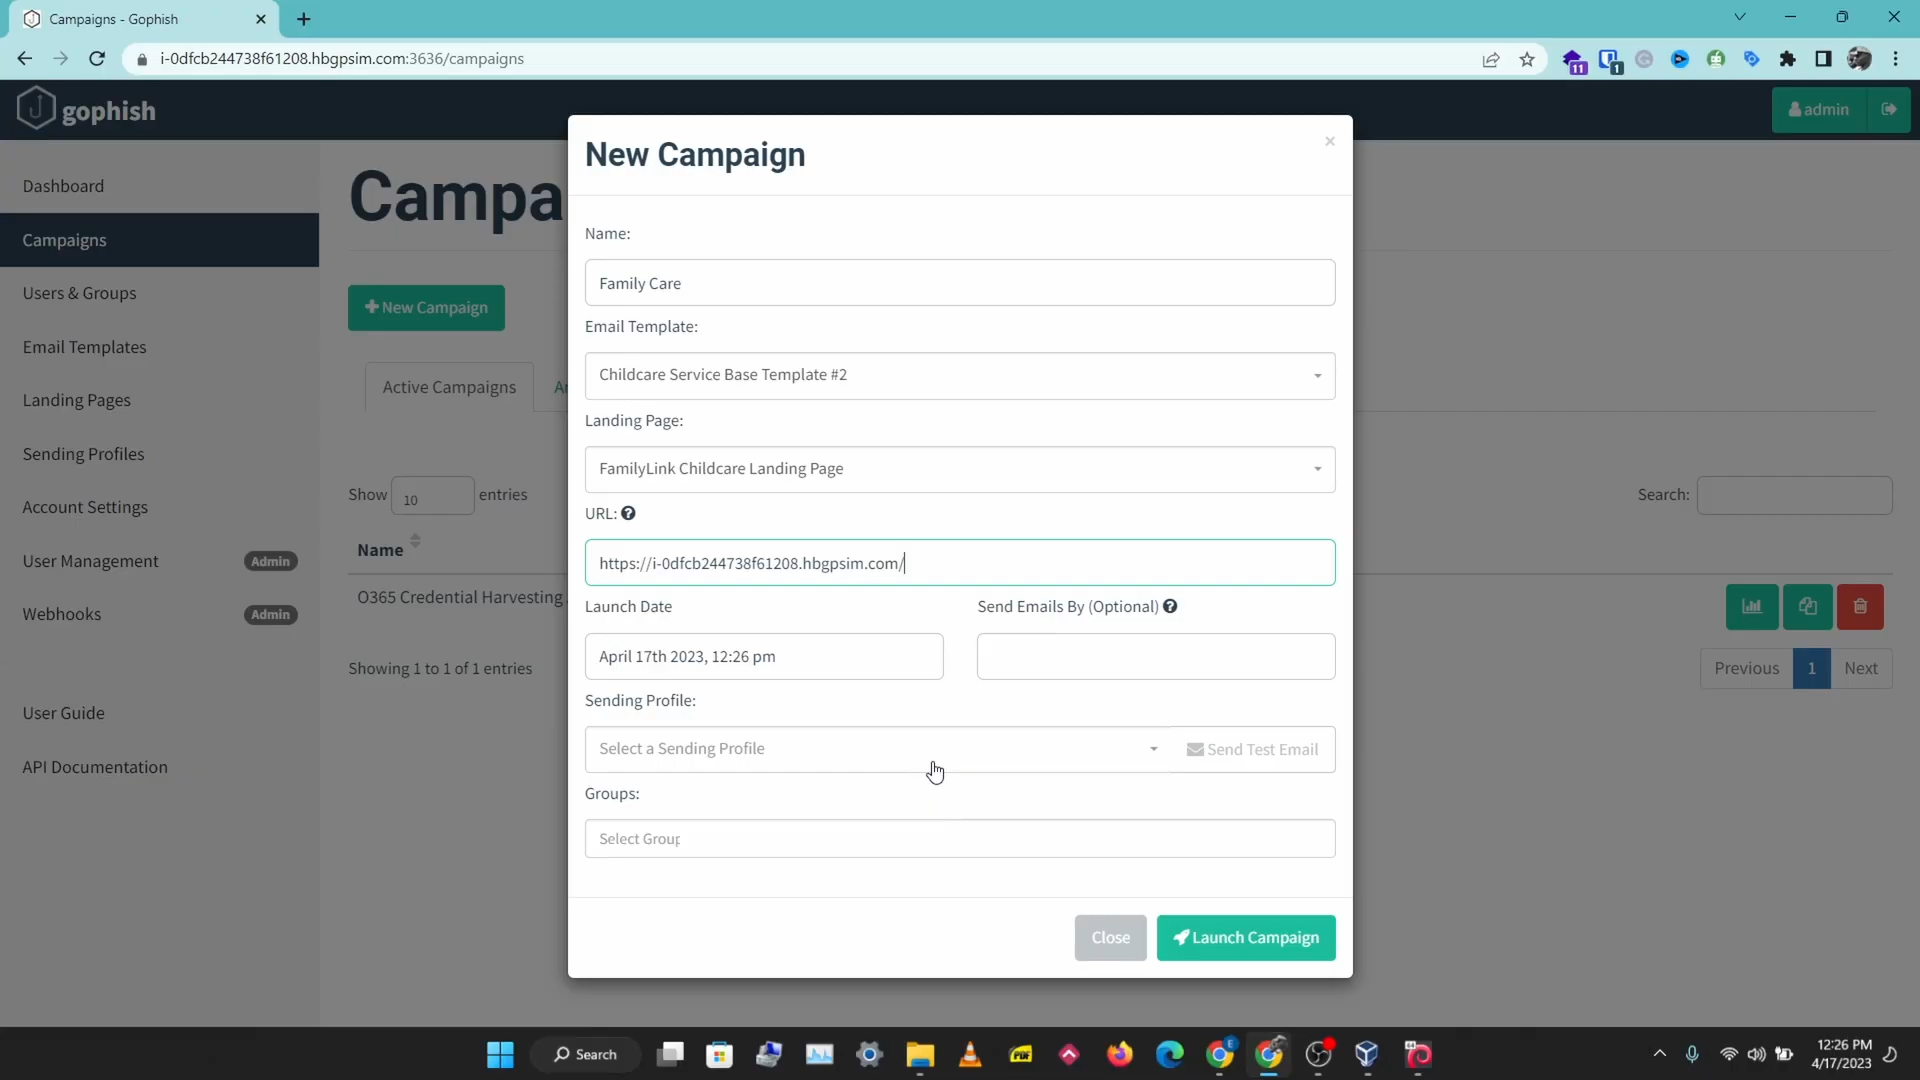 Campaigns - Gophish
i-0dfcb244738f61208.hbgpsim.com:3636/campaigns
11
1
gophish
admin
Dashboard
Campaigns
Users & Groups
Email Templates
Landing Pages
Sending Profiles
Account Settings
User Management Admin
Webhooks Admin
User Guide
API Documentation
Campa
New Campaign
Active Campaigns
Ar
Show 10 entries
Search:
Name
O365 Credential Harvesting
Showing 1 to 1 of 1 entries
Previous 1 Next
New Campaign
×
Name:
Family Care
Email Template:
Childcare Service Base Template #2
Landing Page:
FamilyLink Childcare Landing Page
URL:
https://i-0dfcb244738f61208.hbgpsim.com/
Launch Date
Send Emails By (Optional)
April 17th 2023, 12:26 pm
Sending Profile:
Select a Sending Profile
Send Test Email
Groups:
Select Group
Close
Launch Campaign
Search
PDF
E
12:26 PM
4/17/2023